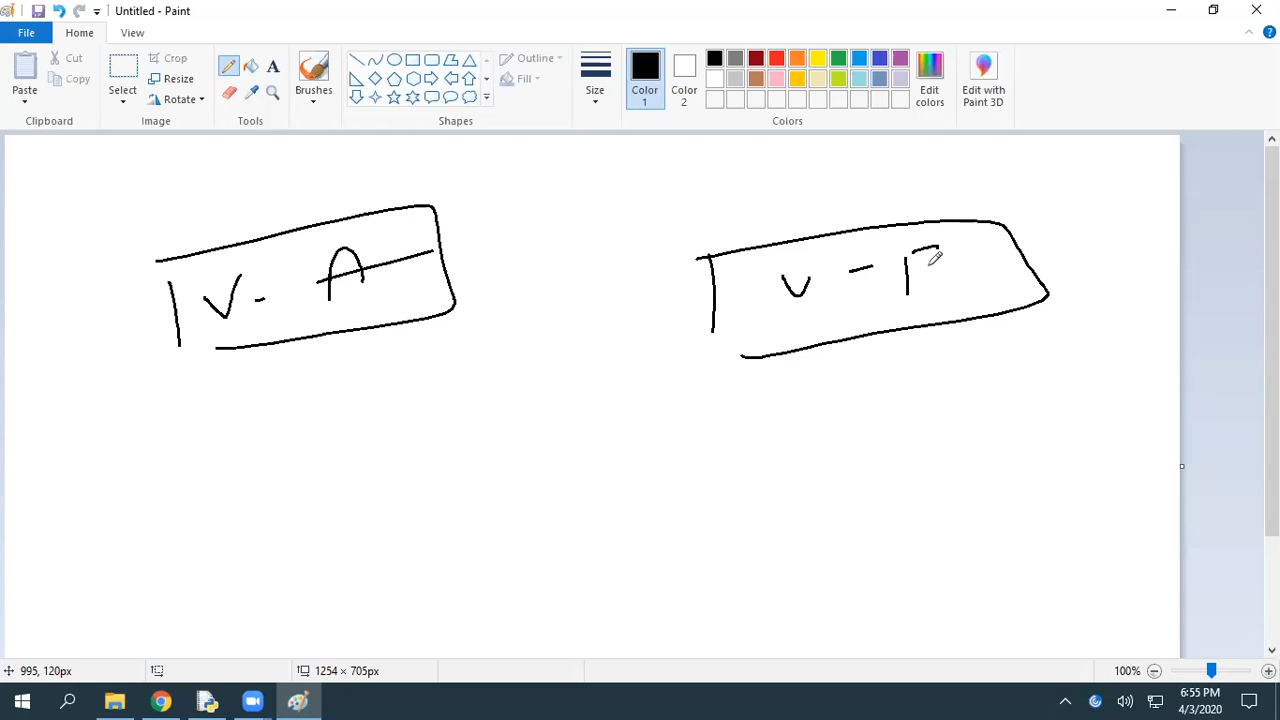 Untitled - Paint
File
Home
View
Paste
Cut
Copy
Clipboard
Select
Crop
Resize
Rotate
Image
Tools
Brushes
Outline
Fill
Shapes
Size
Color 1
Color 2
Edit colors
Edit with Paint 3D
Colors
V - A
V -
995, 120px
1254 × 705px
100%
6:55 PM
4/3/2020